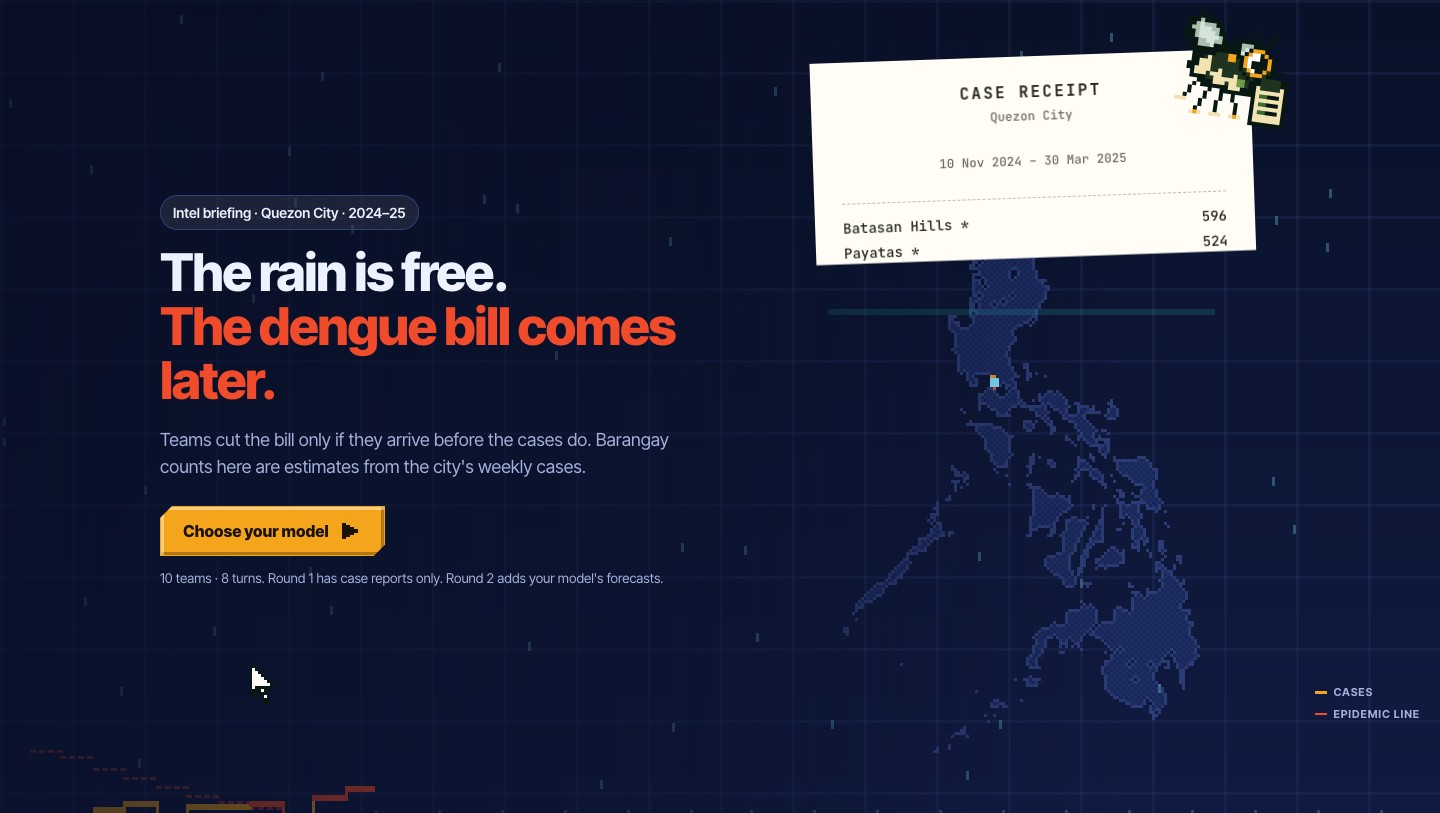 CASE RECEIPT
Quezon City
10 Nov 2024 – 30 Mar 2025
Batasan Hills * 596
Payatas * 524
Intel briefing · Quezon City · 2024–25
The rain is free.
The dengue bill comes
later.
Teams cut the bill only if they arrive before the cases do. Barangay
counts here are estimates from the city's weekly cases.
Choose your model
10 teams · 8 turns. Round 1 has case reports only. Round 2 adds your model's forecasts.
CASES
EPIDEMIC LINE